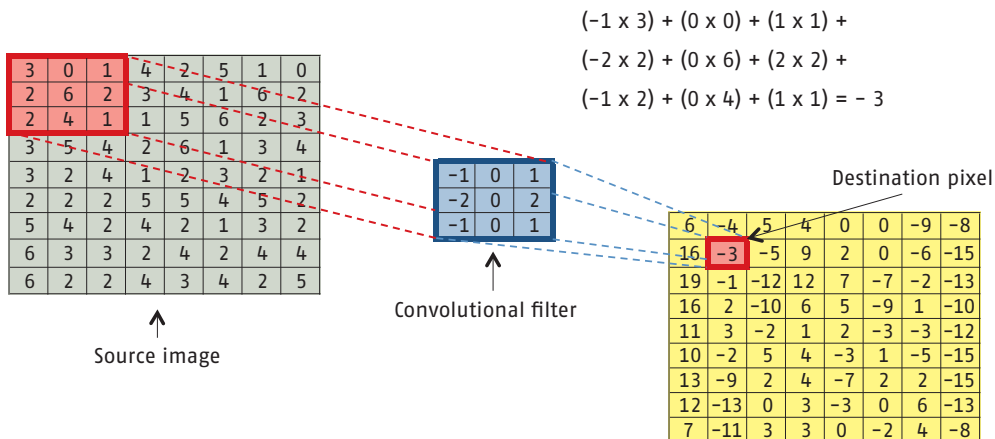 (-1 x 3) + (0 x 0) + (1 x 1) +
(-2 x 2) + (0 x 6) + (2 x 2) +
(-1 x 2) + (0 x 4) + (1 x 1) = - 3
3 0 1 4 2 5 1 0
2 6 2 3 4 1 6 2
2 4 1 1 5 6 2 3
3 5 4 2 6 1 3 4
3 2 4 1 2 3 2 1
2 2 2 5 5 4 5 2
5 4 2 4 2 1 3 2
6 3 3 2 4 2 4 4
6 2 2 4 3 4 2 5
Source image
-1 0 1
-2 0 2
-1 0 1
Convolutional filter
Destination pixel
6 -4 5 4 0 0 -9 -8
16 -3 -5 9 2 0 -6 -15
19 -1 -12 12 7 -7 -2 -13
16 2 -10 6 5 -9 1 -10
11 3 -2 1 2 -3 -3 -12
10 -2 5 4 -3 1 -5 -15
13 -9 2 4 -7 2 2 -15
12 -13 0 3 -3 0 6 -13
7 -11 3 3 0 -2 4 -8